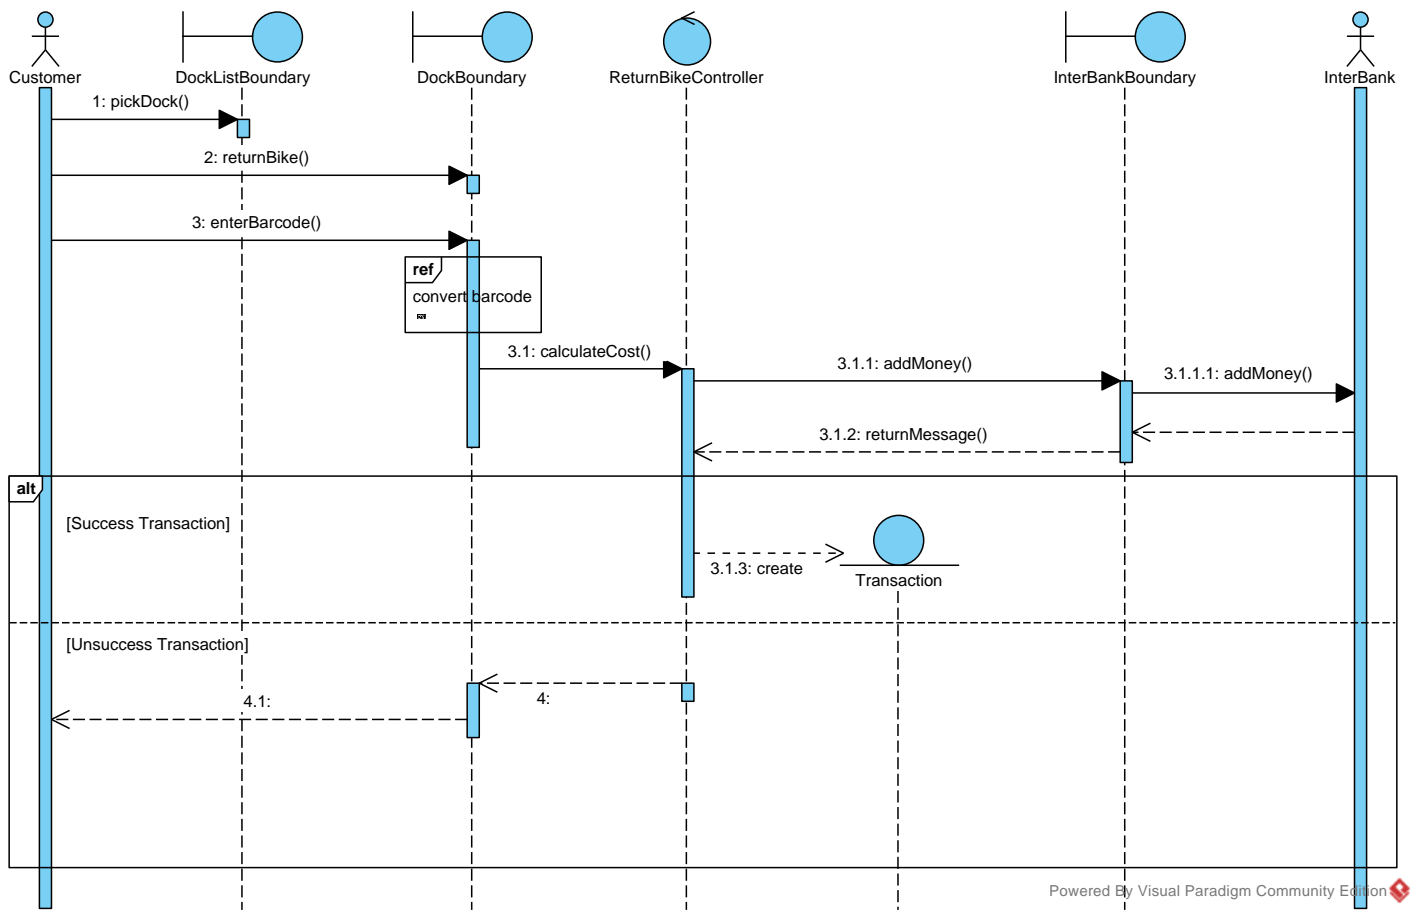 Customer
DockListBoundary
DockBoundary
ReturnBikeController
InterBankBoundary
InterBank
1: pickDock()
2: returnBike()
3: enterBarcode()
ref
convert barcode
3.1: calculateCost()
3.1.1: addMoney()
3.1.1.1: addMoney()
3.1.2: returnMessage()
alt
[Success Transaction]
3.1.3: create
Transaction
[Unsuccess Transaction]
4:
4.1:
Powered By Visual Paradigm Community Edition